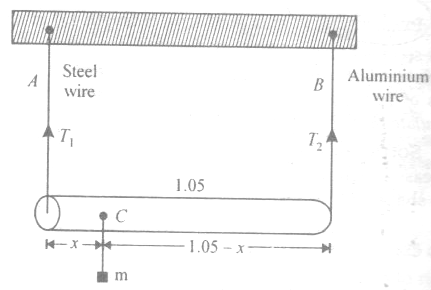 A
Steel
wire
B
Aluminium
wire
T₁
T₂
1.05
C
x
1.05 – x
m